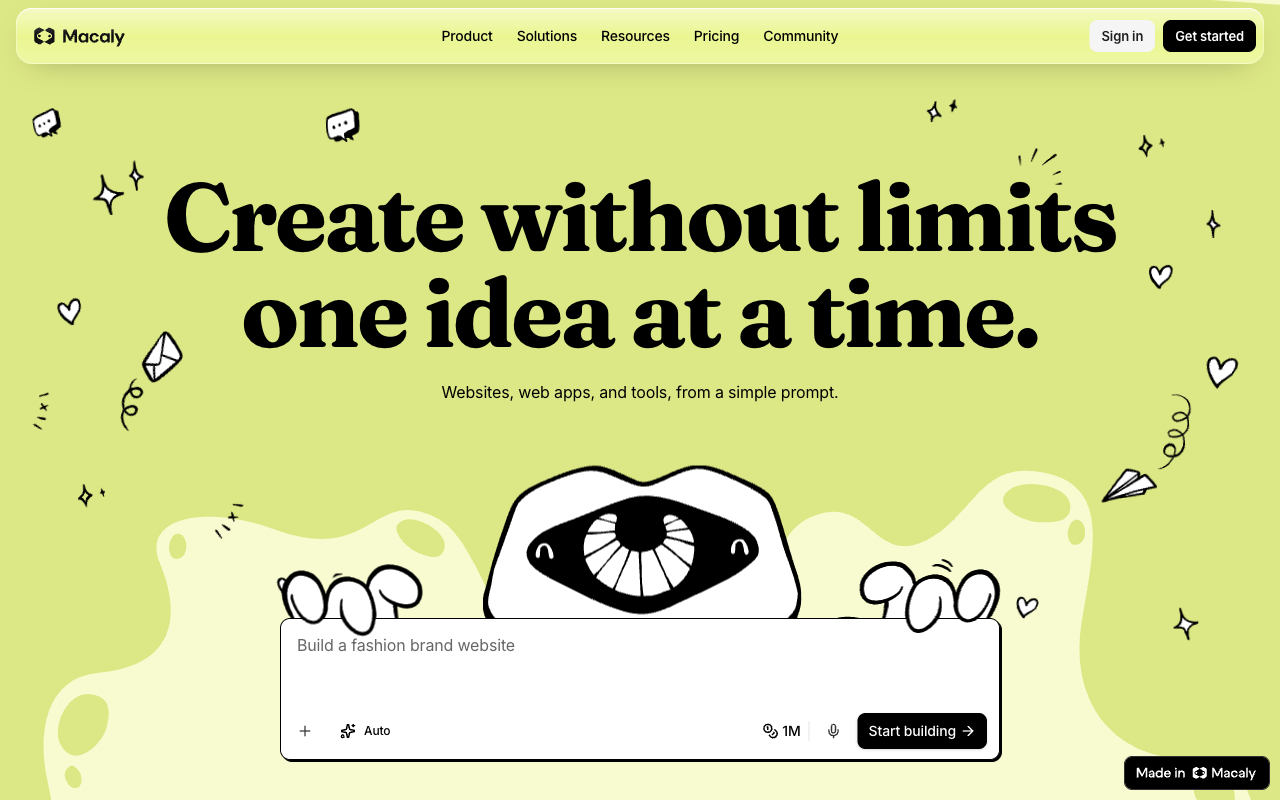 Macaly
Product
Solutions
Resources
Pricing
Community
Sign in
Get started
Create without limits
one idea at a time.
Websites, web apps, and tools, from a simple prompt.
Build a fashion brand website
Auto
1M
Start building
Made in Macaly